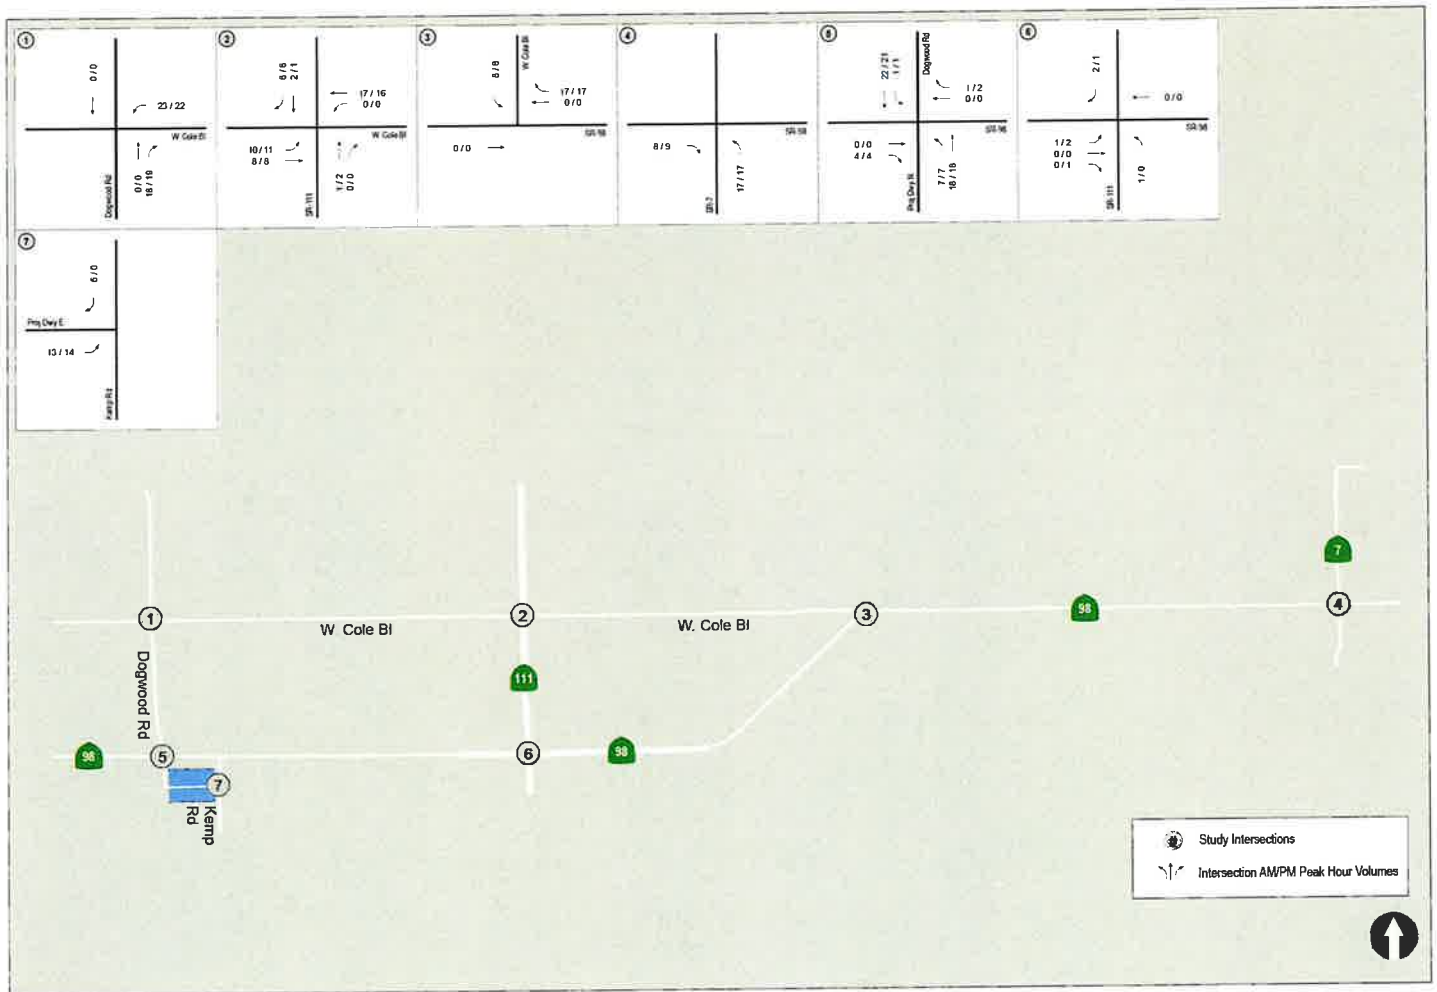 1
0 / 0
23 / 22
W. Cole Bl
0 / 0
18 / 19
Dogwood Rd
2
6 / 6
2 / 1
17 / 16
0 / 0
W. Cole Bl
10 / 11
8 / 8
1 / 2
0 / 0
SR-111
3
8 / 8
W. Cole Bl
17 / 17
0 / 0
SR-98
0 / 0
4
SR-98
8 / 9
17 / 17
SR-7
5
22 / 21
1 / 1
Dogwood Rd
1 / 2
0 / 0
SR-98
0 / 0
4 / 4
7 / 7
18 / 18
6
2 / 1
0 / 0
SR-98
1 / 2
0 / 0
0 / 1
1 / 0
SR-111
7
6 / 0
Proj Dwy E
13 / 14
Kemp Rd
7
1
2
3
4
98
W. Cole Bl
W. Cole Bl
Dogwood Rd
111
98
5
6
98
7
Kemp
Rd
Study Intersections
Intersection AM/PM Peak Hour Volumes